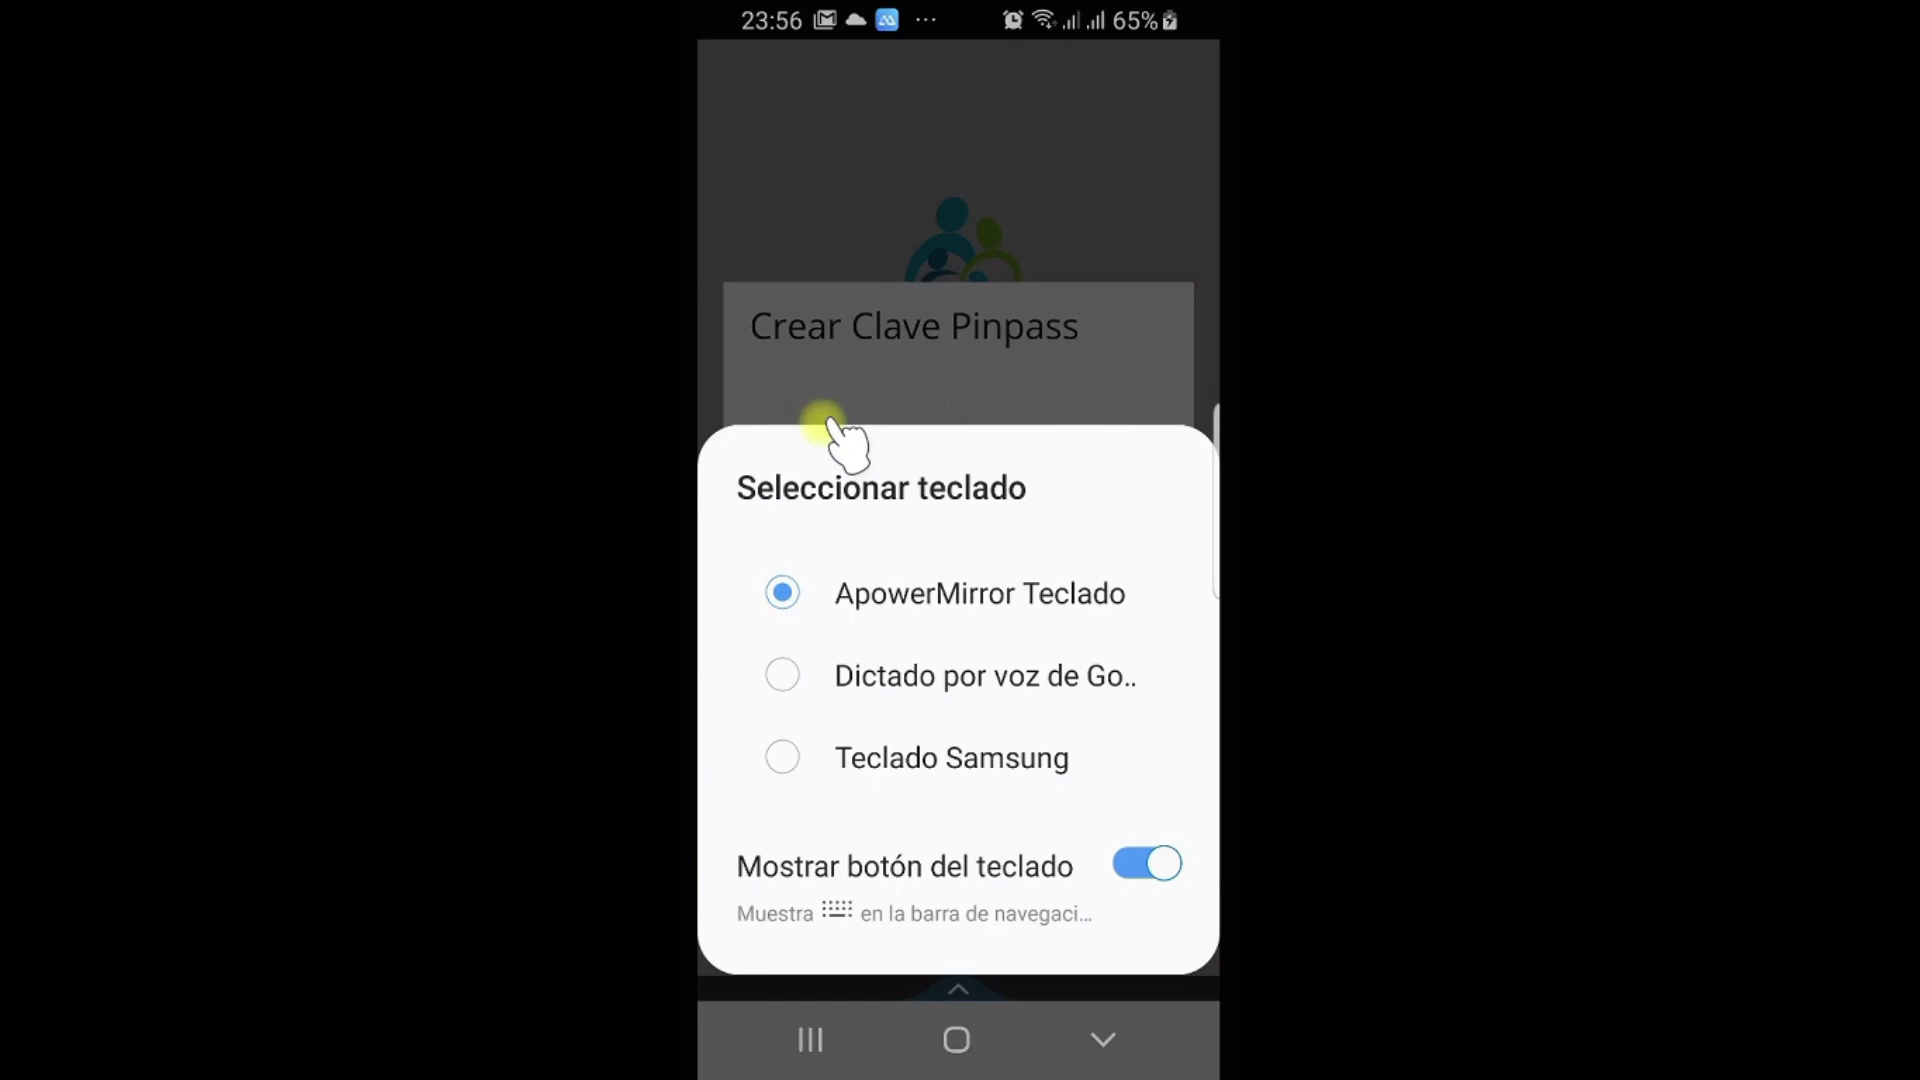 23:56 ... 65%
Crear Clave Pinpass
Seleccionar teclado
ApowerMirror Teclado
Dictado por voz de Go..
Teclado Samsung
Mostrar botón del teclado
Muestra en la barra de navegaci...